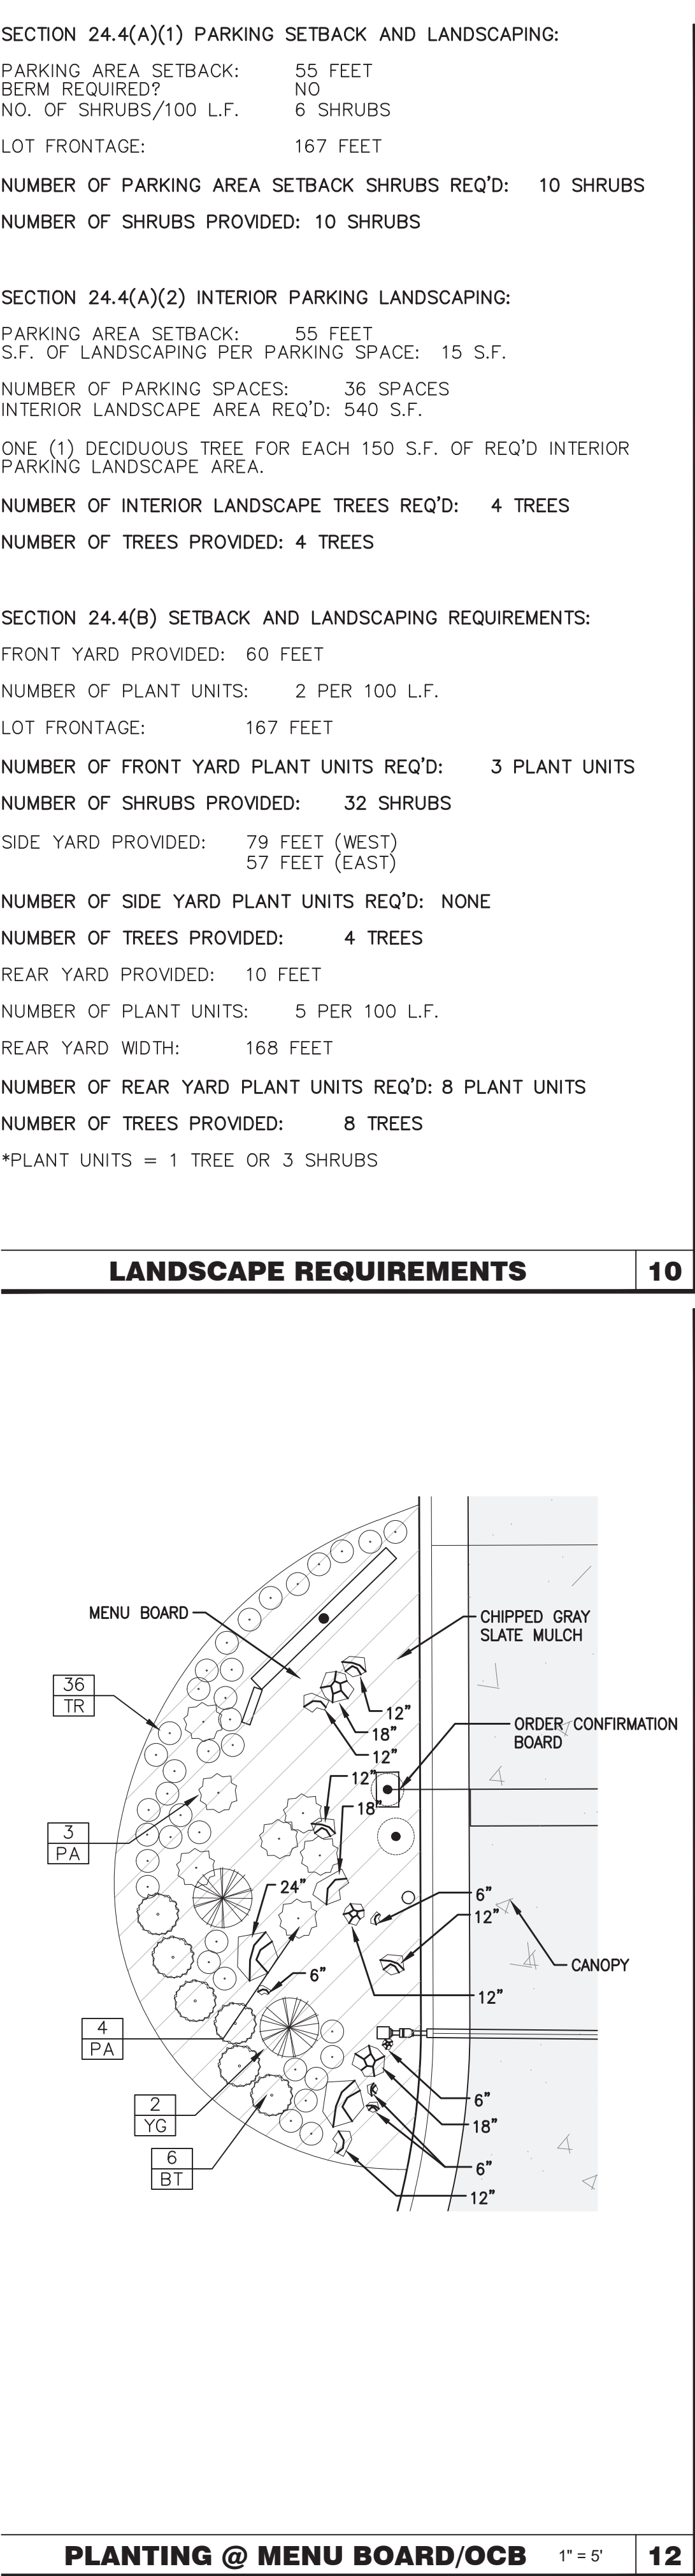 SECTION 24.4(A)(1) PARKING SETBACK AND LANDSCAPING:
PARKING AREA SETBACK: 55 FEET
BERM REQUIRED? NO
NO. OF SHRUBS/100 L.F. 6 SHRUBS
LOT FRONTAGE: 167 FEET
NUMBER OF PARKING AREA SETBACK SHRUBS REQ'D: 10 SHRUBS
NUMBER OF SHRUBS PROVIDED: 10 SHRUBS
SECTION 24.4(A)(2) INTERIOR PARKING LANDSCAPING:
PARKING AREA SETBACK: 55 FEET
S.F. OF LANDSCAPING PER PARKING SPACE: 15 S.F.
NUMBER OF PARKING SPACES: 36 SPACES
INTERIOR LANDSCAPE AREA REQ'D: 540 S.F.
ONE (1) DECIDUOUS TREE FOR EACH 150 S.F. OF REQ'D INTERIOR
PARKING LANDSCAPE AREA.
NUMBER OF INTERIOR LANDSCAPE TREES REQ'D: 4 TREES
NUMBER OF TREES PROVIDED: 4 TREES
SECTION 24.4(B) SETBACK AND LANDSCAPING REQUIREMENTS:
FRONT YARD PROVIDED: 60 FEET
NUMBER OF PLANT UNITS: 2 PER 100 L.F.
LOT FRONTAGE: 167 FEET
NUMBER OF FRONT YARD PLANT UNITS REQ'D: 3 PLANT UNITS
NUMBER OF SHRUBS PROVIDED: 32 SHRUBS
SIDE YARD PROVIDED: 79 FEET (WEST)
57 FEET (EAST)
NUMBER OF SIDE YARD PLANT UNITS REQ'D: NONE
NUMBER OF TREES PROVIDED: 4 TREES
REAR YARD PROVIDED: 10 FEET
NUMBER OF PLANT UNITS: 5 PER 100 L.F.
REAR YARD WIDTH: 168 FEET
NUMBER OF REAR YARD PLANT UNITS REQ'D: 8 PLANT UNITS
NUMBER OF TREES PROVIDED: 8 TREES
*PLANT UNITS = 1 TREE OR 3 SHRUBS
LANDSCAPE REQUIREMENTS 10
MENU BOARD
CHIPPED GRAY
SLATE MULCH
36
TR
12"
18"
12"
ORDER CONFIRMATION
BOARD
12"
18"
3
PA
24"
6"
12"
CANOPY
6"
12"
4
PA
2
YG
6"
18"
6
BT
6"
12"
PLANTING @ MENU BOARD/OCB 1" = 5' 12